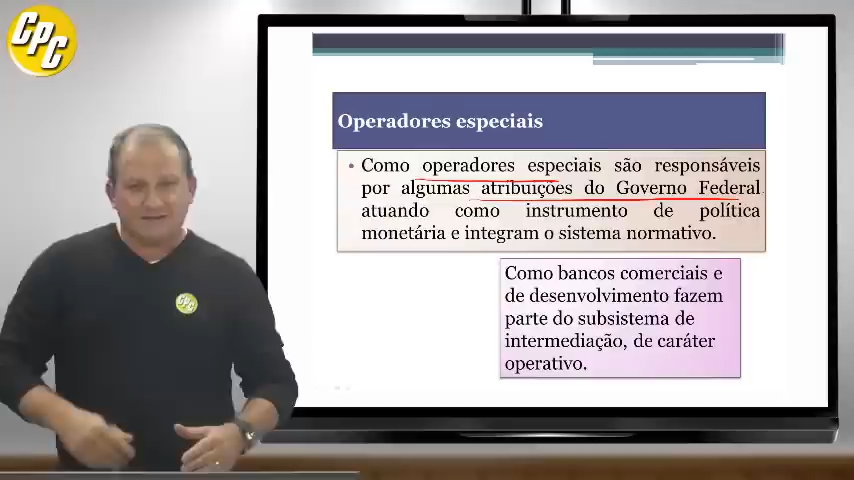 CPC
Operadores especiais
• Como operadores especiais são responsáveis
por algumas atribuições do Governo Federal
atuando como instrumento de política
monetária e integram o sistema normativo.
Como bancos comerciais e
de desenvolvimento fazem
parte do subsistema de
intermediação, de caráter
operativo.
CPC